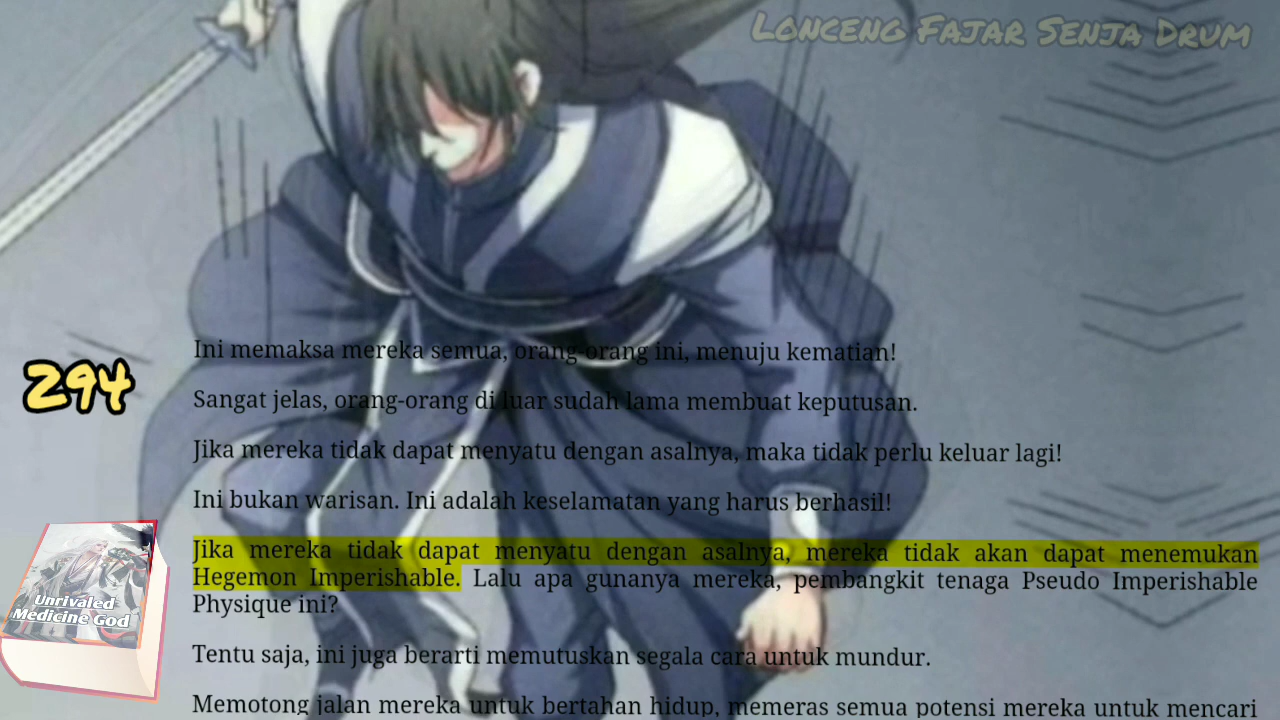 Lonceng Fajar Senja Drum
Ini memaksa mereka semua, orang-orang ini, menuju kematian!
294
Sangat jelas, orang-orang di luar sudah lama membuat keputusan.
Jika mereka tidak dapat menyatu dengan asalnya, maka tidak perlu keluar lagi!
Ini bukan warisan. Ini adalah keselamatan yang harus berhasil!
Jika mereka tidak dapat menyatu dengan asalnya, mereka tidak akan dapat menemukan
Hegemon Imperishable. Lalu apa gunanya mereka, pembangkit tenaga Pseudo Imperishable
Physique ini?
Unrivaled
Medicine God
Tentu saja, ini juga berarti memutuskan segala cara untuk mundur.
Memotong jalan mereka untuk bertahan hidup, memeras semua potensi mereka untuk mencari